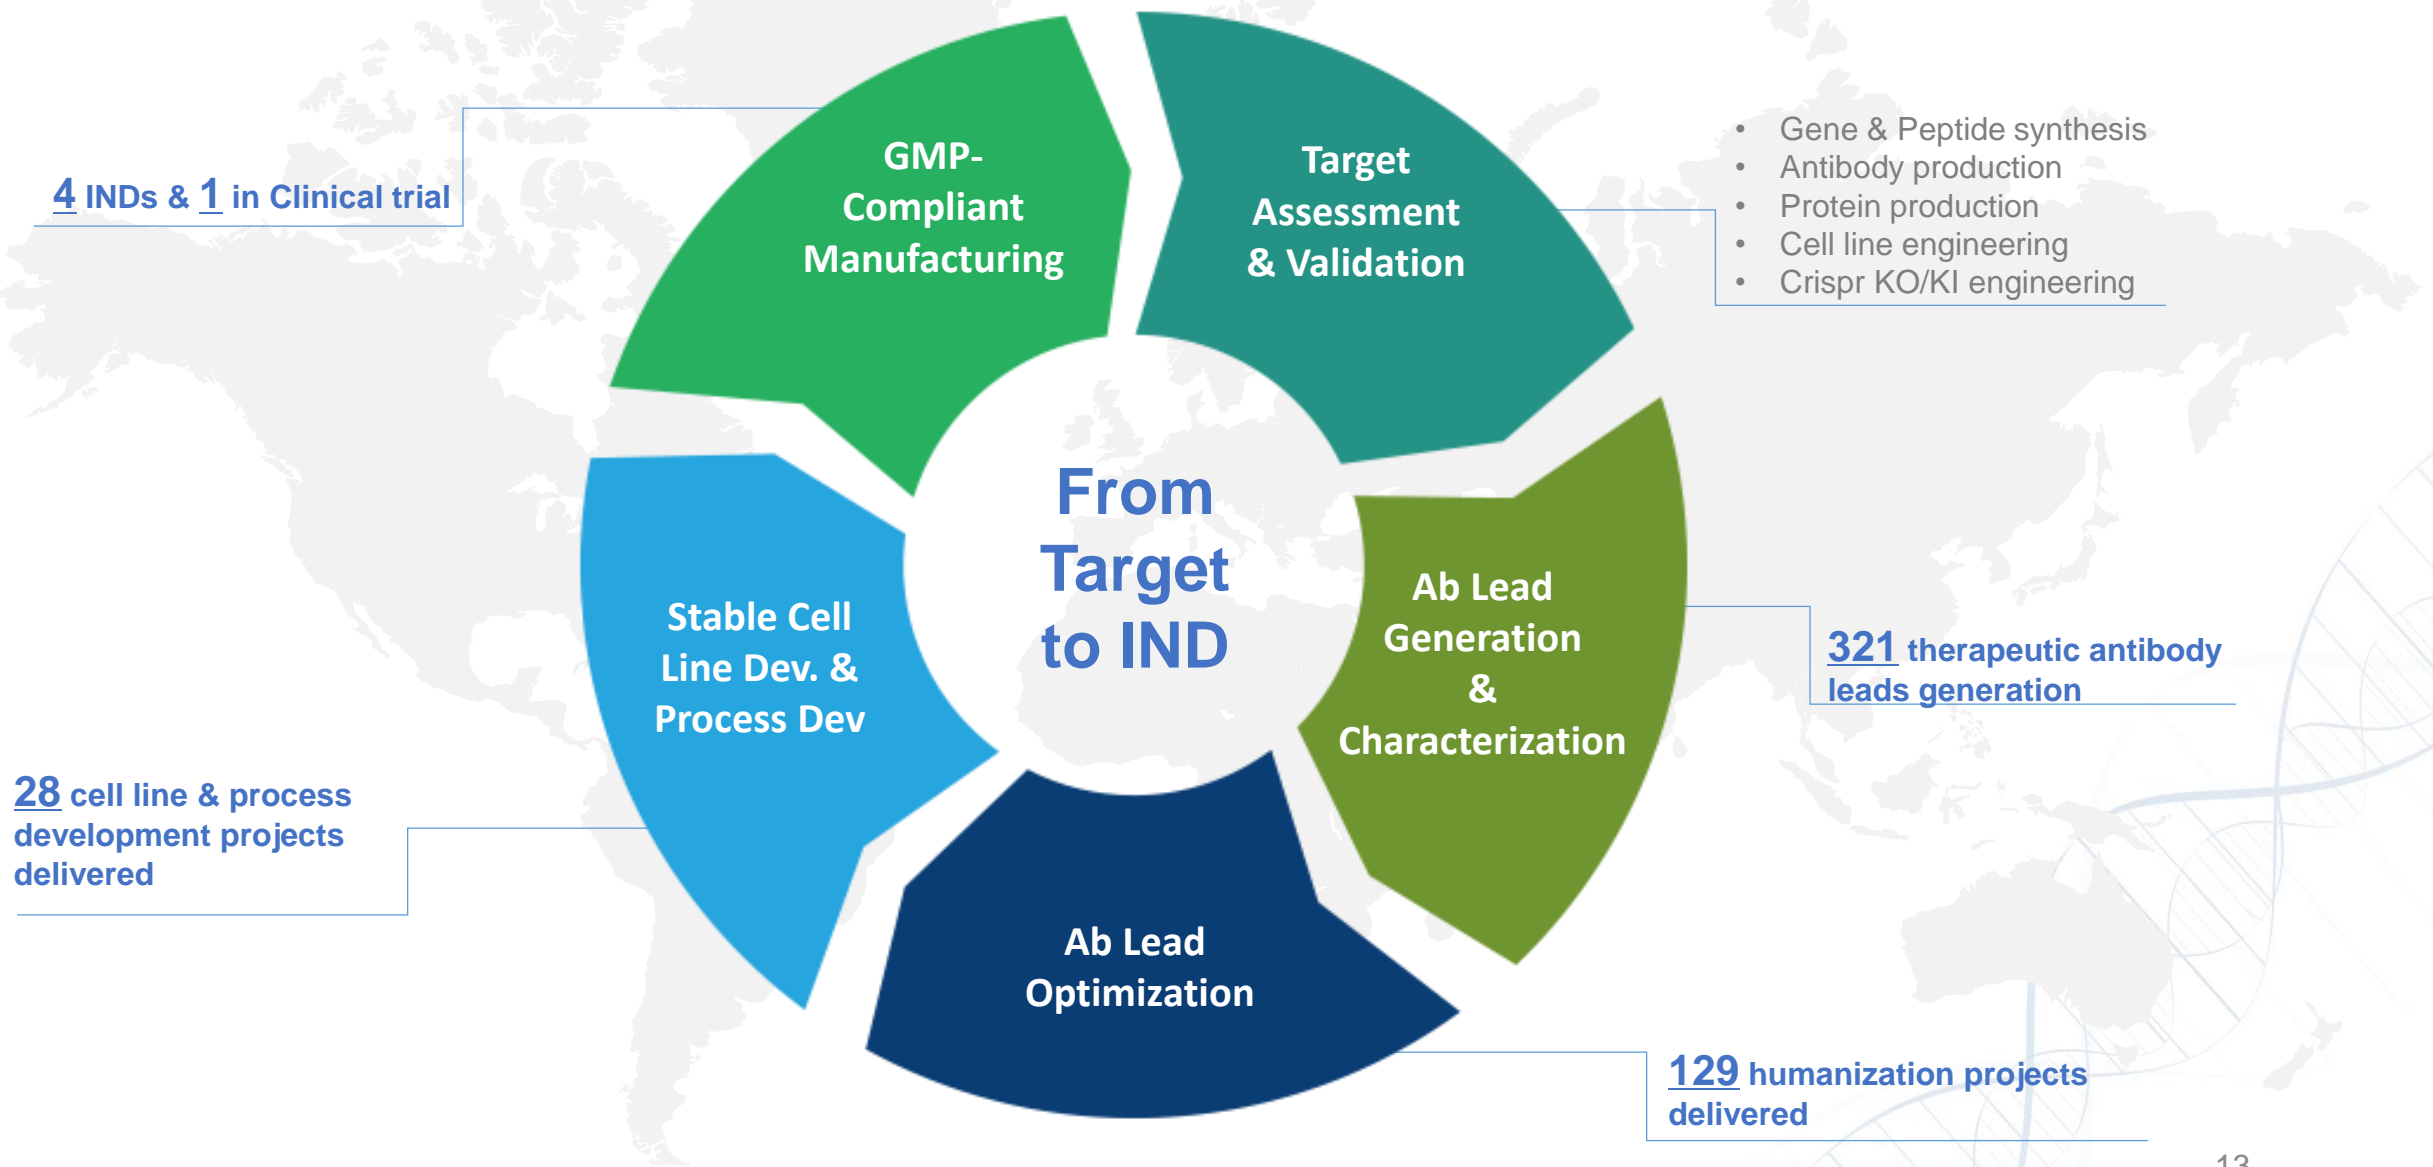 GMP-
Compliant
Manufacturing
Target
Assessment
& Validation
• Gene & Peptide synthesis
• Antibody production
• Protein production
• Cell line engineering
• Crispr KO/KI engineering
4 INDs & 1 in Clinical trial
From
Target
to IND
Ab Lead
Generation
&
Characterization
321 therapeutic antibody
leads generation
Stable Cell
Line Dev. &
Process Dev
28 cell line & process
development projects
delivered
Ab Lead
Optimization
129 humanization projects
delivered
13